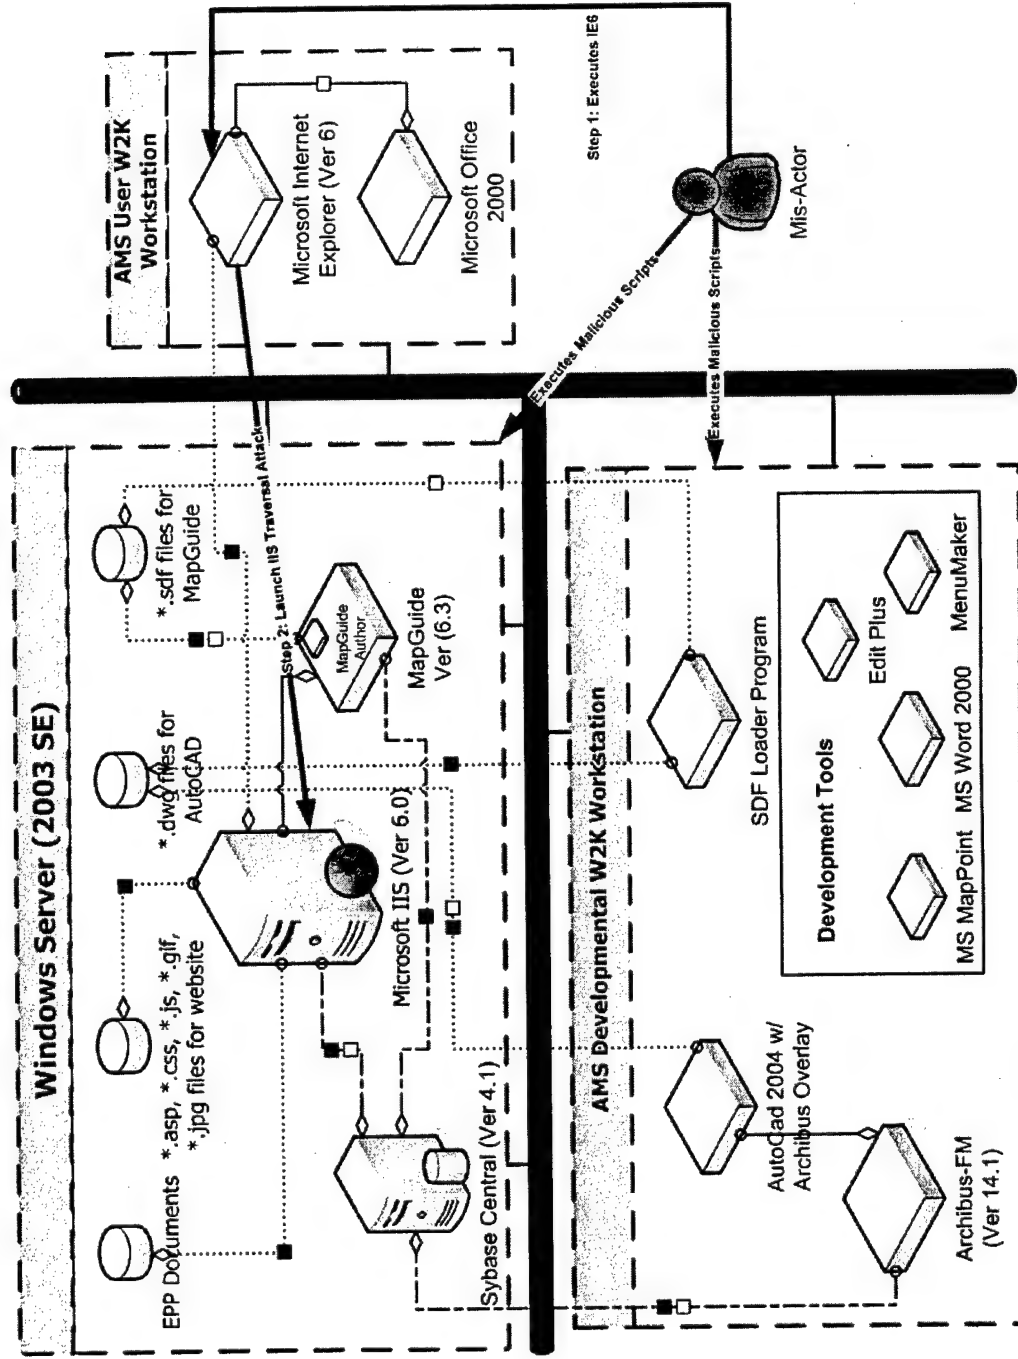 Windows Server (2003 SE)
EPP Documents
*.asp, *.css, *.js, *.gif,
*.jpg files for website
*.dwg files for
AutoCAD
*.sdf files for
MapGuide
Microsoft IIS (Ver 6.0)
MapGuide
Author
MapGuide
Ver (6.3)
Sybase Central (Ver 4.1)
Step 2: Launch IIS Traversal Attack
AMS User W2K
Workstation
Microsoft Internet
Explorer (Ver 6)
Microsoft Office
2000
Step 1: Executes IE6
Mis-Actor
Executes Malicious Scripts
Executes Malicious Scripts
AMS Developmental W2K Workstation
AutoCad 2004 w/
Archibus Overlay
Archibus-FM
(Ver 14.1)
SDF Loader Program
Development Tools
Edit Plus
MS MapPoint
MS Word 2000
MenuMaker